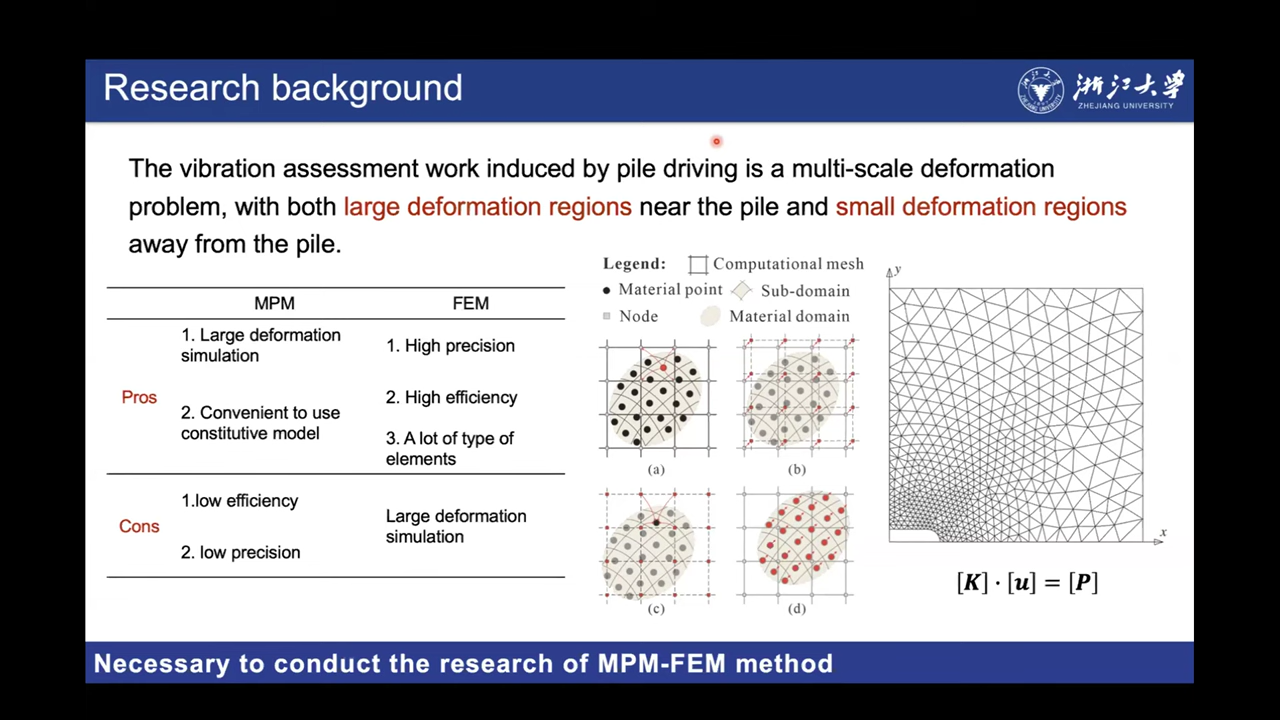 Research background
浙江大学
ZHEJIANG UNIVERSITY
The vibration assessment work induced by pile driving is a multi-scale deformation
problem, with both large deformation regions near the pile and small deformation regions
away from the pile.
MPM FEM
Pros
1. Large deformation
simulation
2. Convenient to use
constitutive model
1. High precision
2. High efficiency
3. A lot of type of
elements
Cons
1.low efficiency
2. low precision
Large deformation
simulation
Legend: Computational mesh
Material point Sub-domain
Node Material domain
(a) (b)
(c) (d)
y
x
[K] · [u] = [P]
Necessary to conduct the research of MPM-FEM method